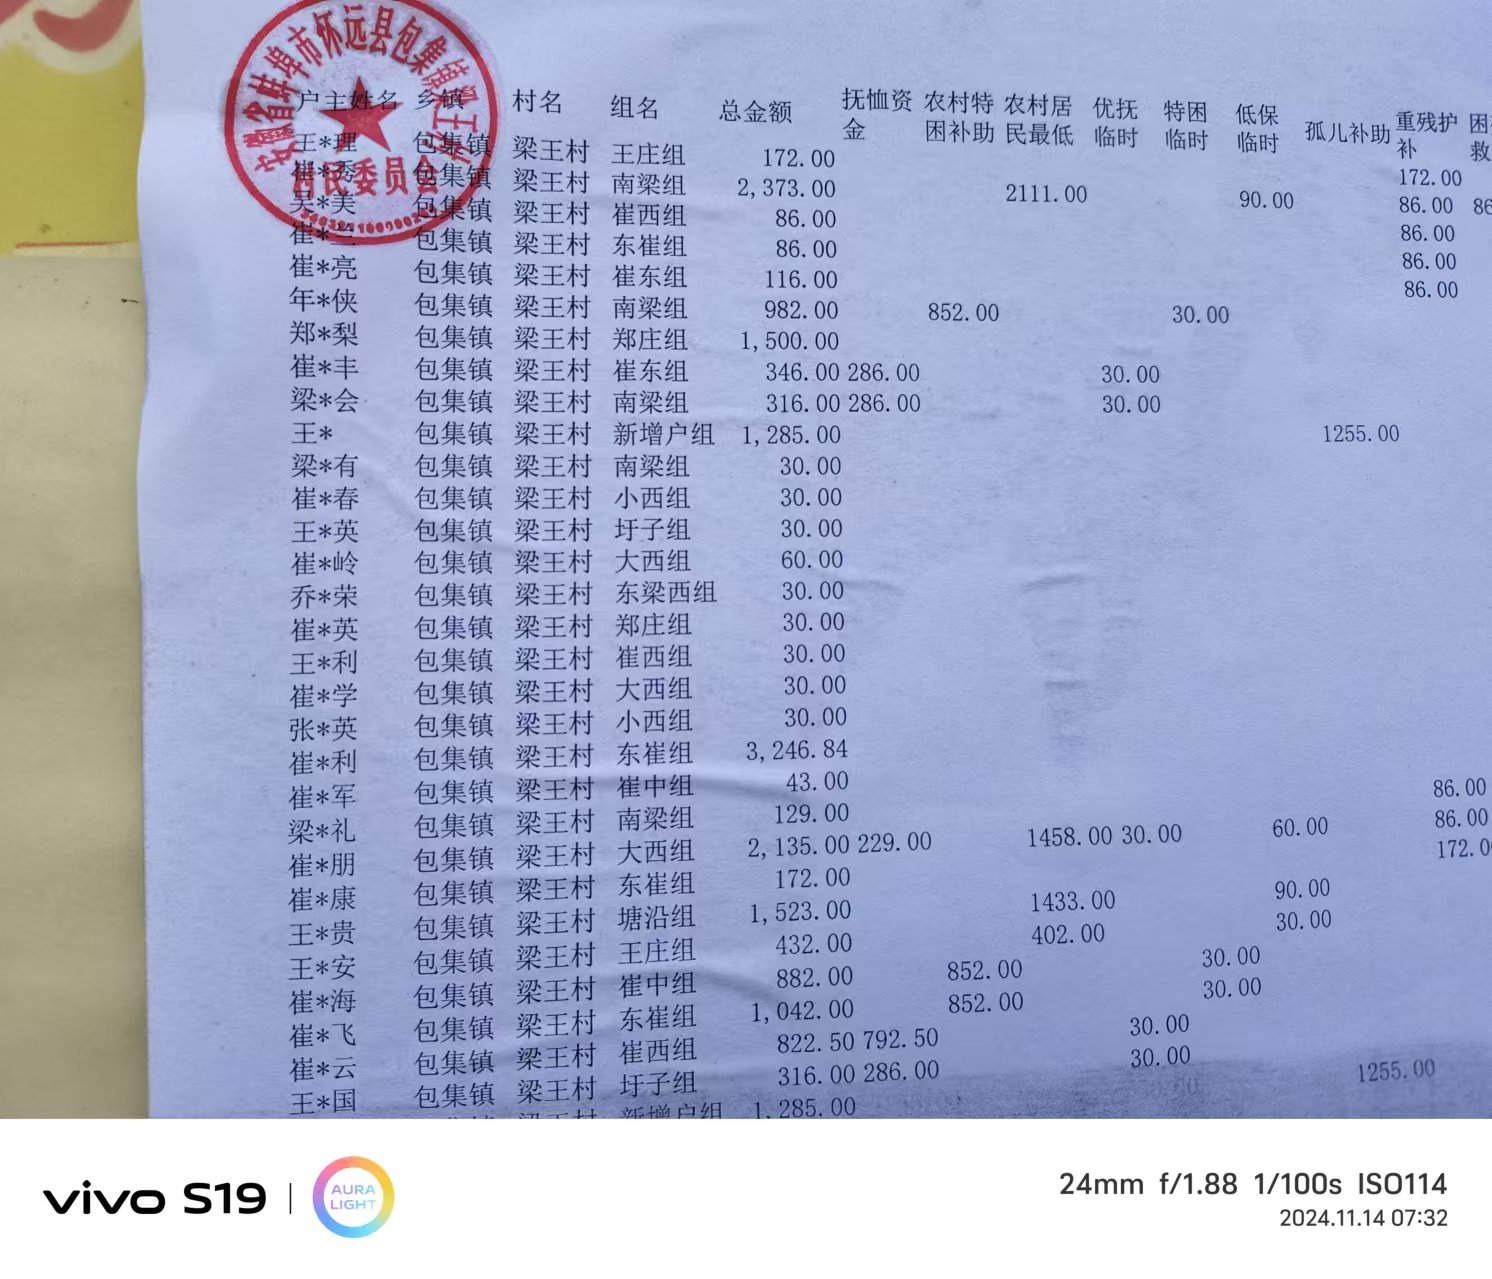 安徽省蚌埠市怀远县包集镇梁王村
村民委员会
户主姓名 乡镇 村名 组名 总金额 抚恤资金 农村特困补助 农村居民最低 优抚临时 特困临时 低保临时 孤儿补助 重残护补 困 救
王*理 包集镇 梁王村 王庄组 172.00 172.00
崔*秀 包集镇 梁王村 南梁组 2,373.00 2111.00 90.00 86.00 86
吴*美 包集镇 梁王村 崔西组 86.00 86.00
崔*兰 包集镇 梁王村 东崔组 86.00 86.00
崔*亮 包集镇 梁王村 崔东组 116.00 86.00
年*侠 包集镇 梁王村 南梁组 982.00 852.00 30.00
郑*梨 包集镇 梁王村 郑庄组 1,500.00
崔*丰 包集镇 梁王村 崔东组 346.00 286.00 30.00
梁*会 包集镇 梁王村 南梁组 316.00 286.00 30.00
王* 包集镇 梁王村 新增户组 1,285.00 1255.00
梁*有 包集镇 梁王村 南梁组 30.00
崔*春 包集镇 梁王村 小西组 30.00
王*英 包集镇 梁王村 圩子组 30.00
崔*岭 包集镇 梁王村 大西组 60.00
乔*荣 包集镇 梁王村 东梁西组 30.00
崔*英 包集镇 梁王村 郑庄组 30.00
王*利 包集镇 梁王村 崔西组 30.00
崔*学 包集镇 梁王村 大西组 30.00
张*英 包集镇 梁王村 小西组 30.00
崔*利 包集镇 梁王村 东崔组 3,246.84
崔*军 包集镇 梁王村 崔中组 43.00
梁*礼 包集镇 梁王村 南梁组 129.00 86.00
崔*朋 包集镇 梁王村 大西组 2,135.00 229.00 1458.00 30.00 60.00 86.00
崔*康 包集镇 梁王村 东崔组 172.00 172.0
王*贵 包集镇 梁王村 塘沿组 1,523.00 1433.00 90.00
王*安 包集镇 梁王村 王庄组 432.00 402.00 30.00
崔*海 包集镇 梁王村 崔中组 882.00 852.00 30.00
崔*飞 包集镇 梁王村 东崔组 1,042.00 852.00 30.00
崔*云 包集镇 梁王村 崔西组 822.50 792.50 30.00
王*国 包集镇 梁王村 圩子组 316.00 286.00 30.00
包集镇 梁王村 新增户组 1,285.00 1255.00
vivo S19 AURA LIGHT
24mm f/1.88 1/100s ISO114
2024.11.14 07:32